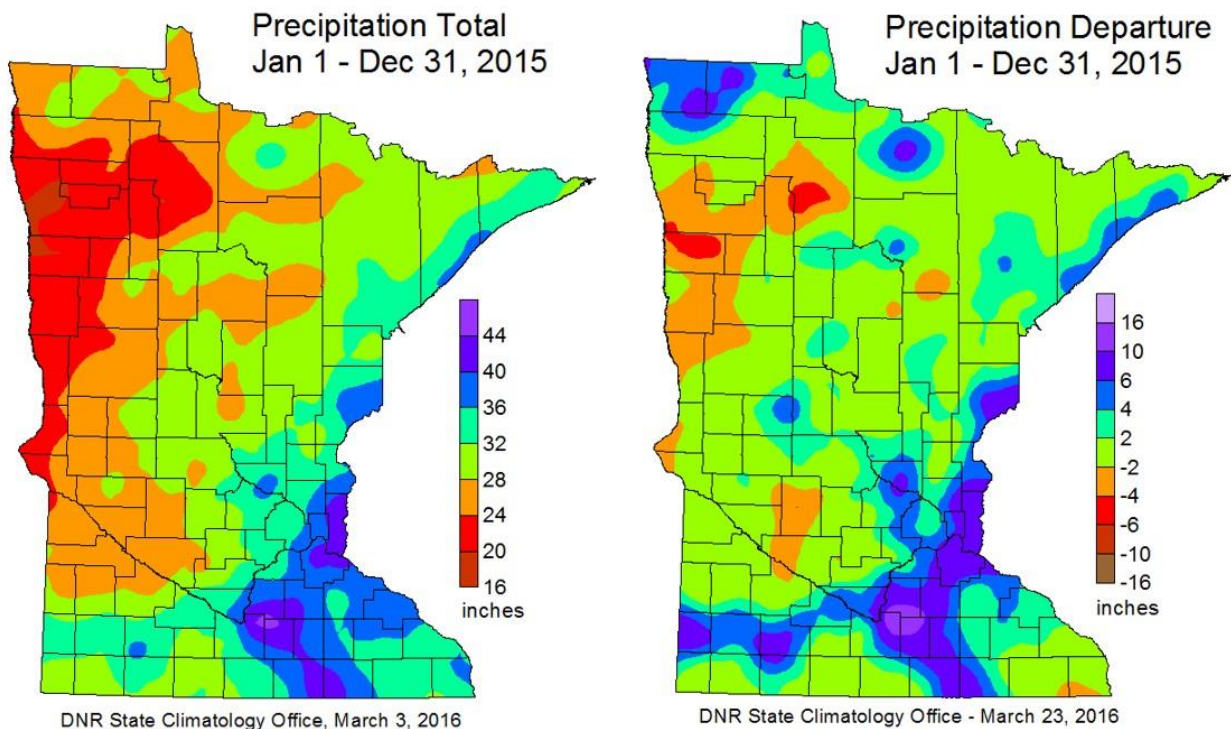 Precipitation Total
Jan 1 - Dec 31, 2015
44
40
36
32
28
24
20
16
inches
DNR State Climatology Office, March 3, 2016
Precipitation Departure
Jan 1 - Dec 31, 2015
16
10
6
4
2
-2
-4
-6
-10
-16
inches
DNR State Climatology Office - March 23, 2016